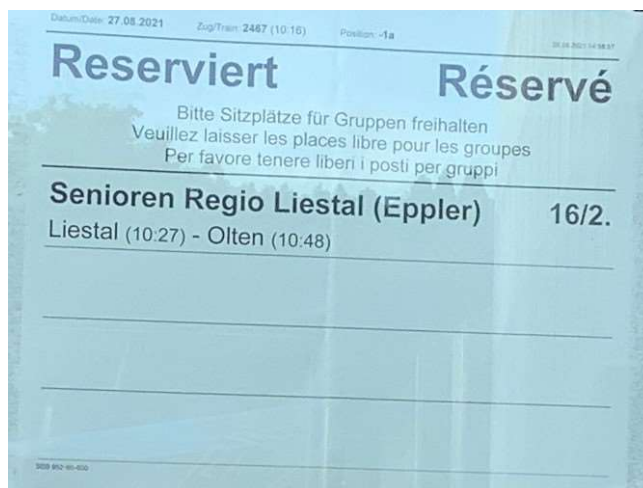 Datum/Date: 27.08.2021 Zug/Train: 2467 (10:16) Position: -1a
Reserviert Réservé
Bitte Sitzplätze für Gruppen freihalten
Veuillez laisser les places libre pour les groupes
Per favore tenere liberi i posti per gruppi
Senioren Regio Liestal (Eppler) 16/2.
Liestal (10:27) - Olten (10:48)